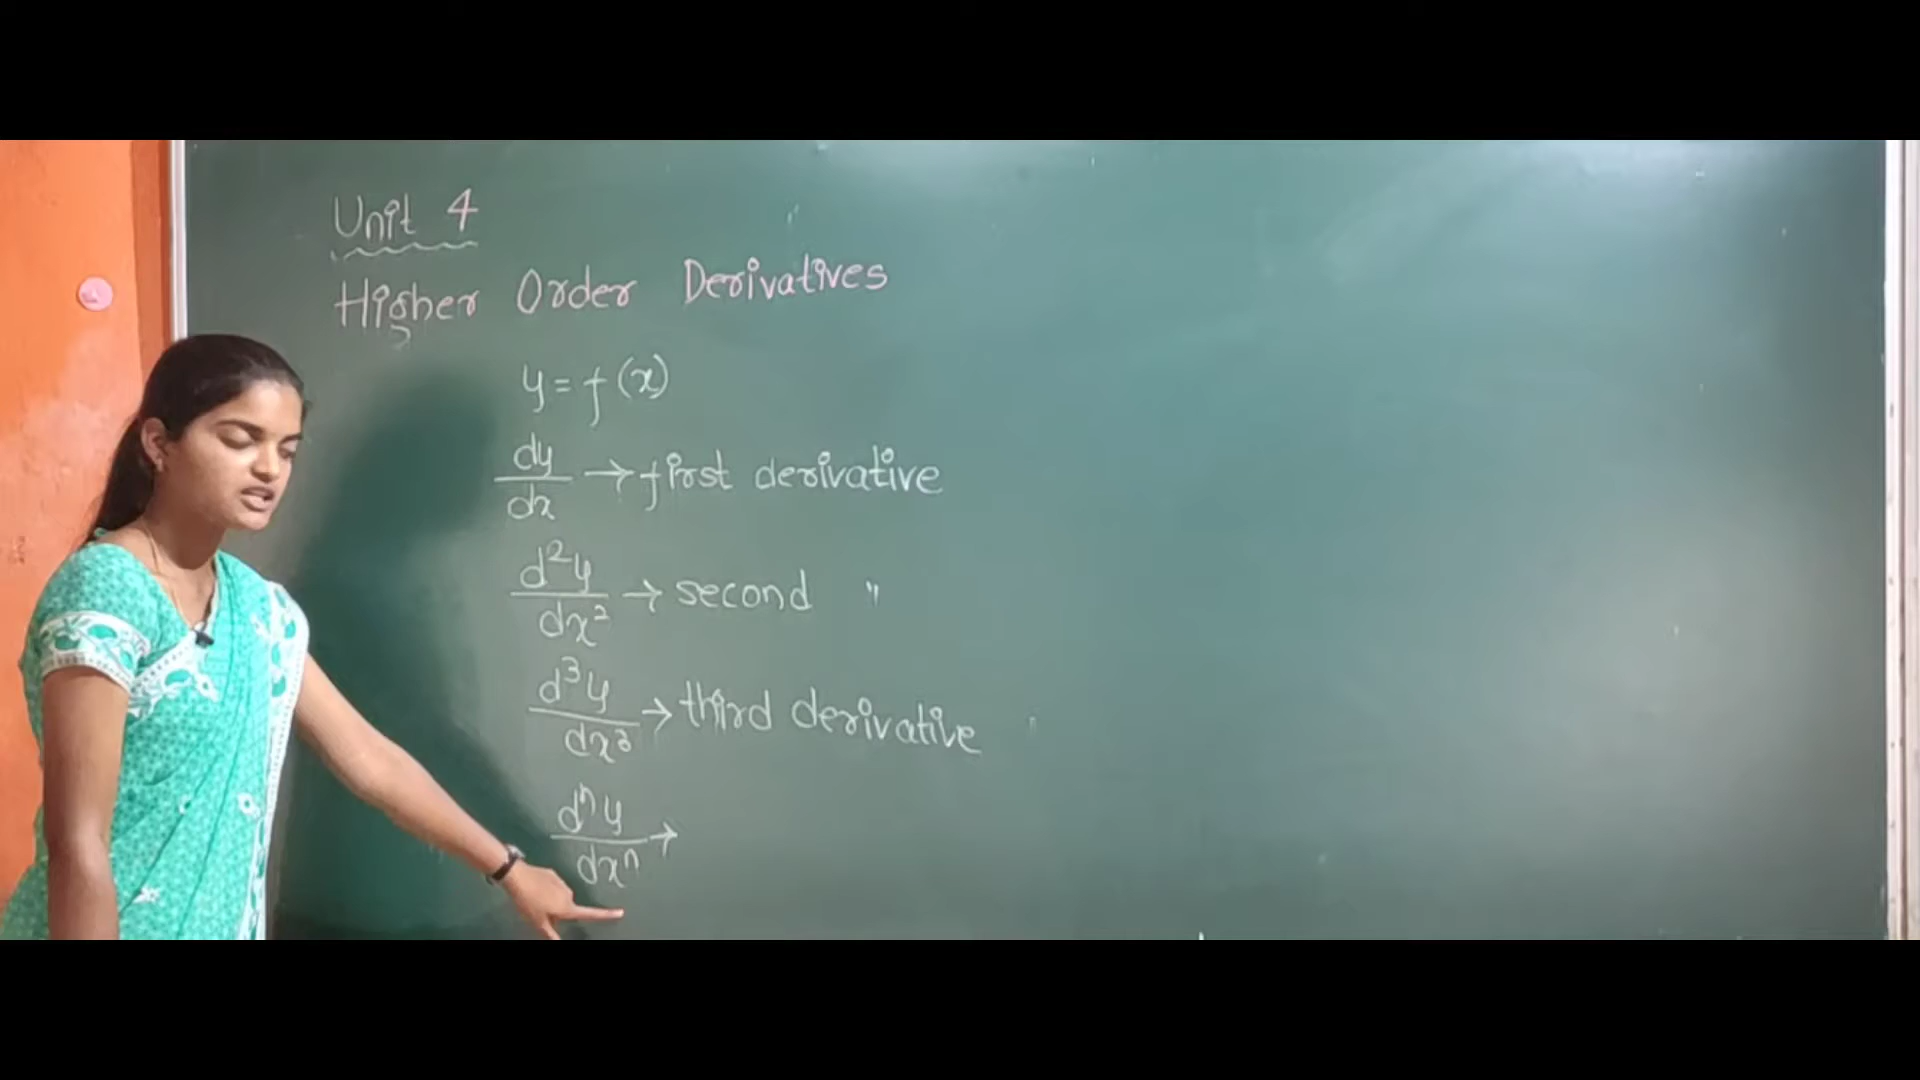 Unit 4
Higher Order Derivatives
y = f(x)
dy/dx → first derivative
d²y/dx² → second "
d³y/dx³ → third derivative
dⁿy/dxⁿ →